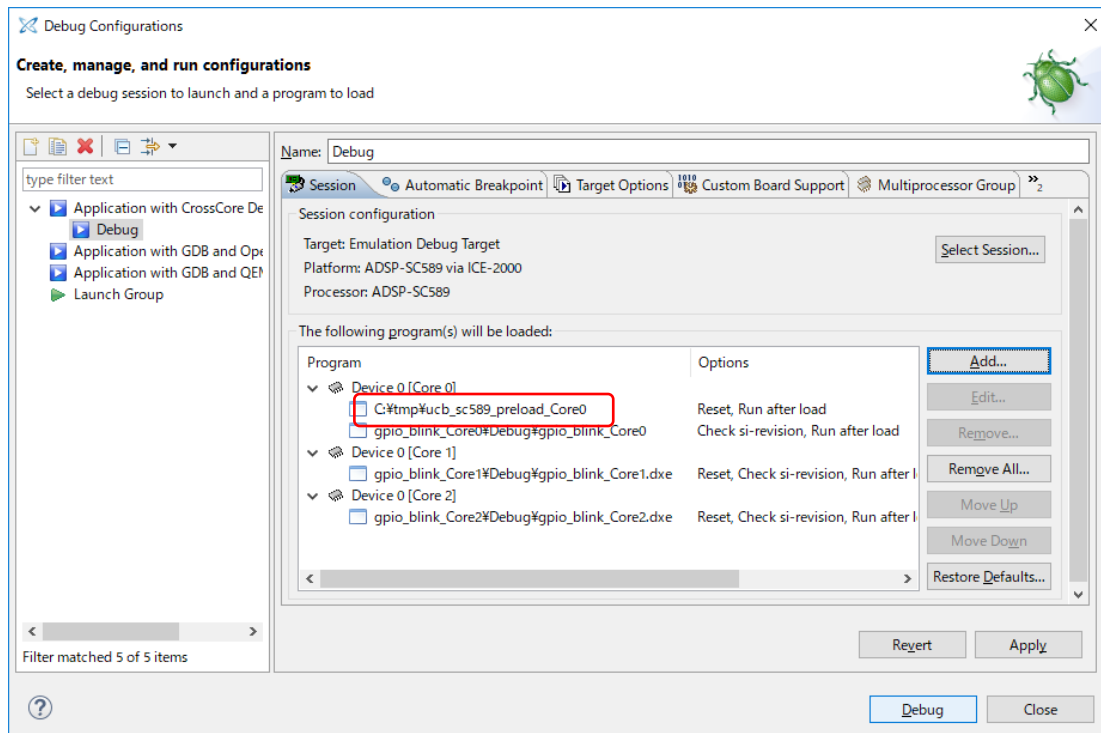 Debug Configurations
Create, manage, and run configurations
Select a debug session to launch and a program to load
type filter text
Application with CrossCore De
Debug
Application with GDB and Ope
Application with GDB and QEM
Launch Group
Filter matched 5 of 5 items
Name: Debug
Session Automatic Breakpoint Target Options Custom Board Support Multiprocessor Group »2
Session configuration
Target: Emulation Debug Target
Platform: ADSP-SC589 via ICE-2000
Processor: ADSP-SC589
Select Session...
The following program(s) will be loaded:
Program Options
Device 0 [Core 0]
C:¥tmp¥ucb_sc589_preload_Core0 Reset, Run after load
gpio_blink_Core0¥Debug¥gpio_blink_Core0 Check si-revision, Run after load
Device 0 [Core 1]
gpio_blink_Core1¥Debug¥gpio_blink_Core1.dxe Reset, Check si-revision, Run after l
Device 0 [Core 2]
gpio_blink_Core2¥Debug¥gpio_blink_Core2.dxe Reset, Check si-revision, Run after l
Add...
Edit...
Remove...
Remove All...
Move Up
Move Down
Restore Defaults...
Revert Apply
Debug Close